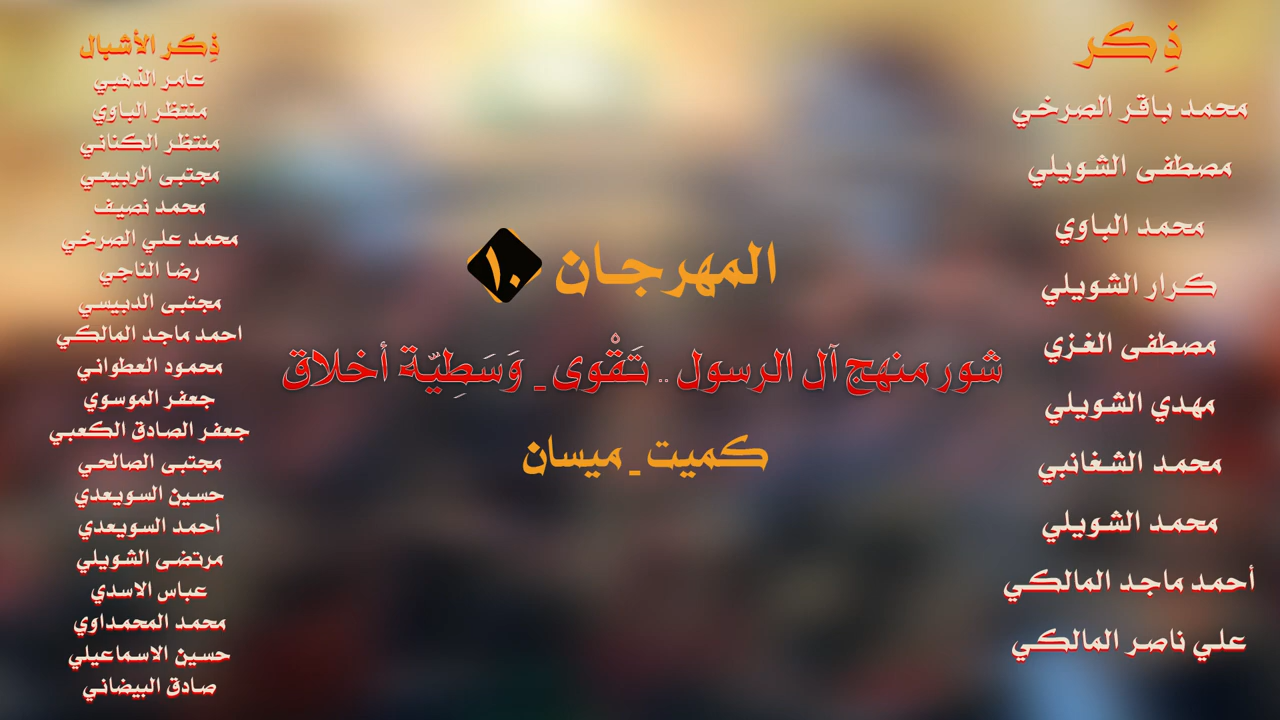 ذِكر
محمد باقر الصرخي
مصطفى الشويلي
محمد الباوي
كرار الشويلي
مصطفى الغزي
مهدي الشويلي
محمد الشغانبي
محمد الشويلي
أحمد ماجد المالكي
علي ناصر المالكي
المهرجان ١٠
شور منهج آل الرسول .. تَقْوى _ وَسَطِيّة أخلاق
كميت _ ميسان
ذِكر الأشبال
عامر الذهبي
منتظر الباوي
منتظر الكناني
مجتبى الربيعي
محمد نصيف
محمد علي الصرخي
رضا الناجي
مجتبى الدبيسي
احمد ماجد المالكي
محمود العطواني
جعفر الموسوي
جعفر الصادق الكعبي
مجتبى الصالحي
حسين السويعدي
أحمد السويعدي
مرتضى الشويلي
عباس الاسدي
محمد المحمداوي
حسين الاسماعيلي
صادق البيضاني